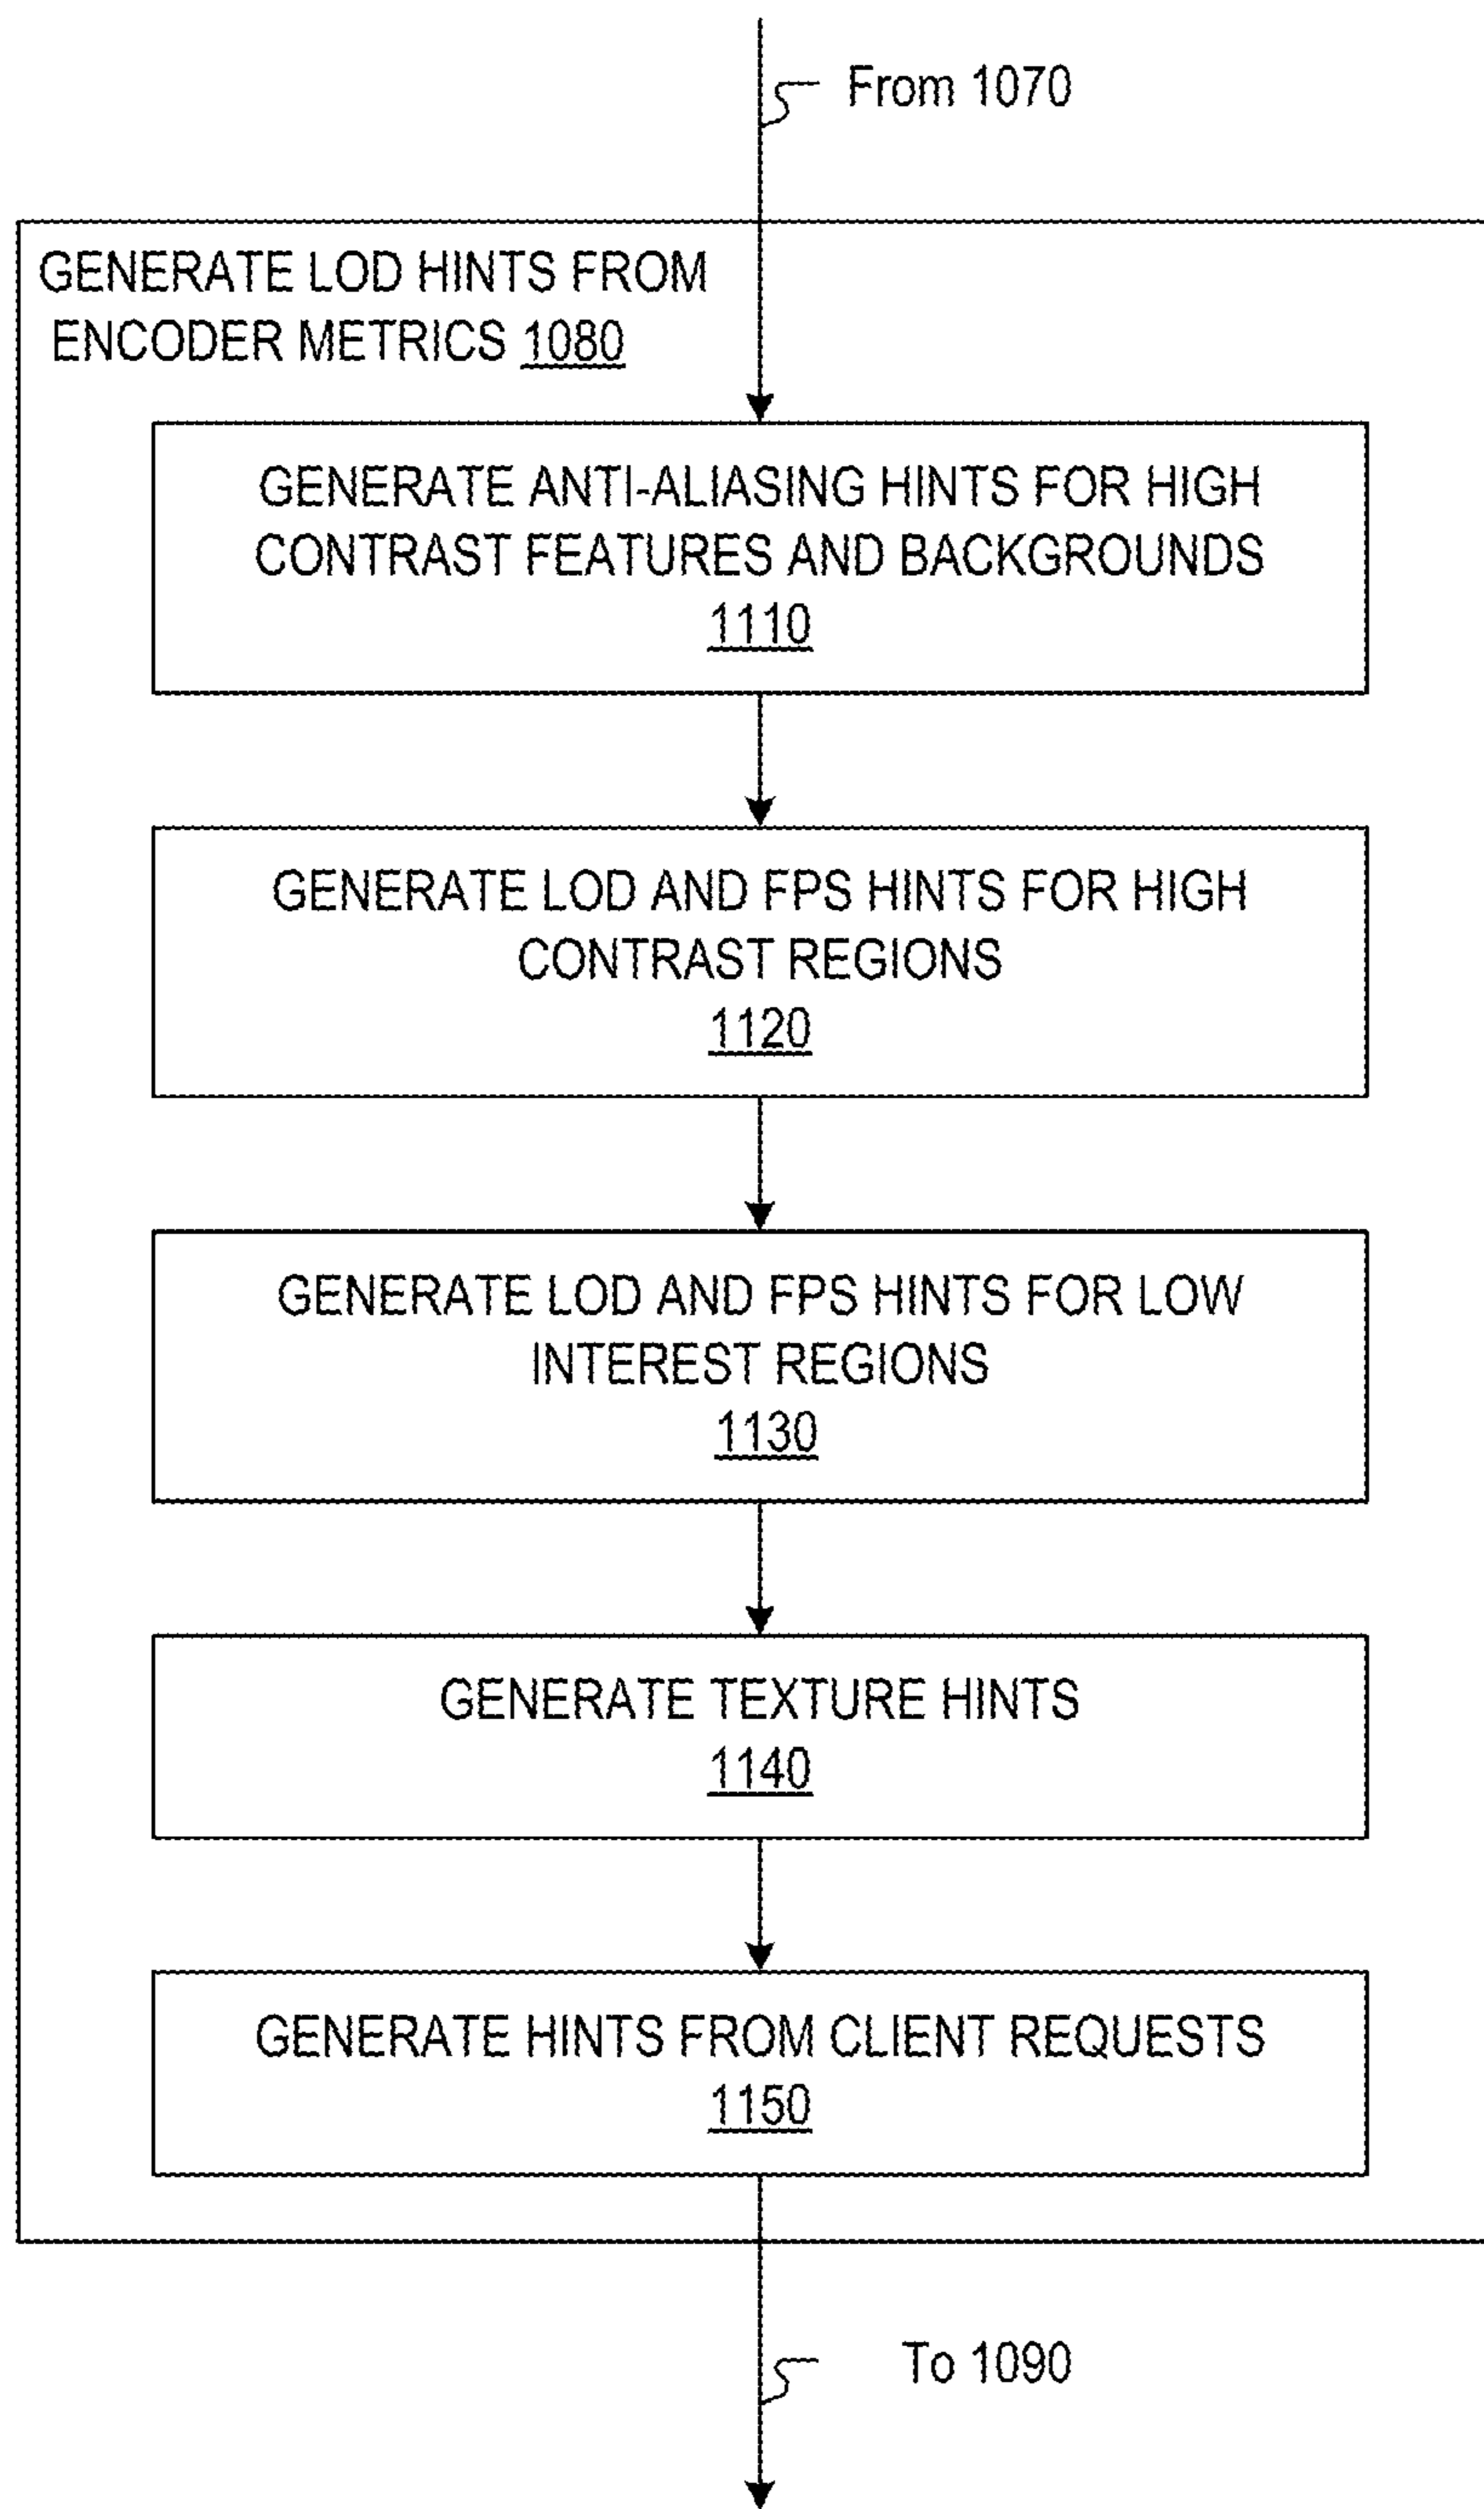 From 1070
GENERATE LOD HINTS FROM
ENCODER METRICS 1080
GENERATE ANTI-ALIASING HINTS FOR HIGH
CONTRAST FEATURES AND BACKGROUNDS
1110
GENERATE LOD AND FPS HINTS FOR HIGH
CONTRAST REGIONS
1120
GENERATE LOD AND FPS HINTS FOR LOW
INTEREST REGIONS
1130
GENERATE TEXTURE HINTS
1140
GENERATE HINTS FROM CLIENT REQUESTS
1150
To 1090